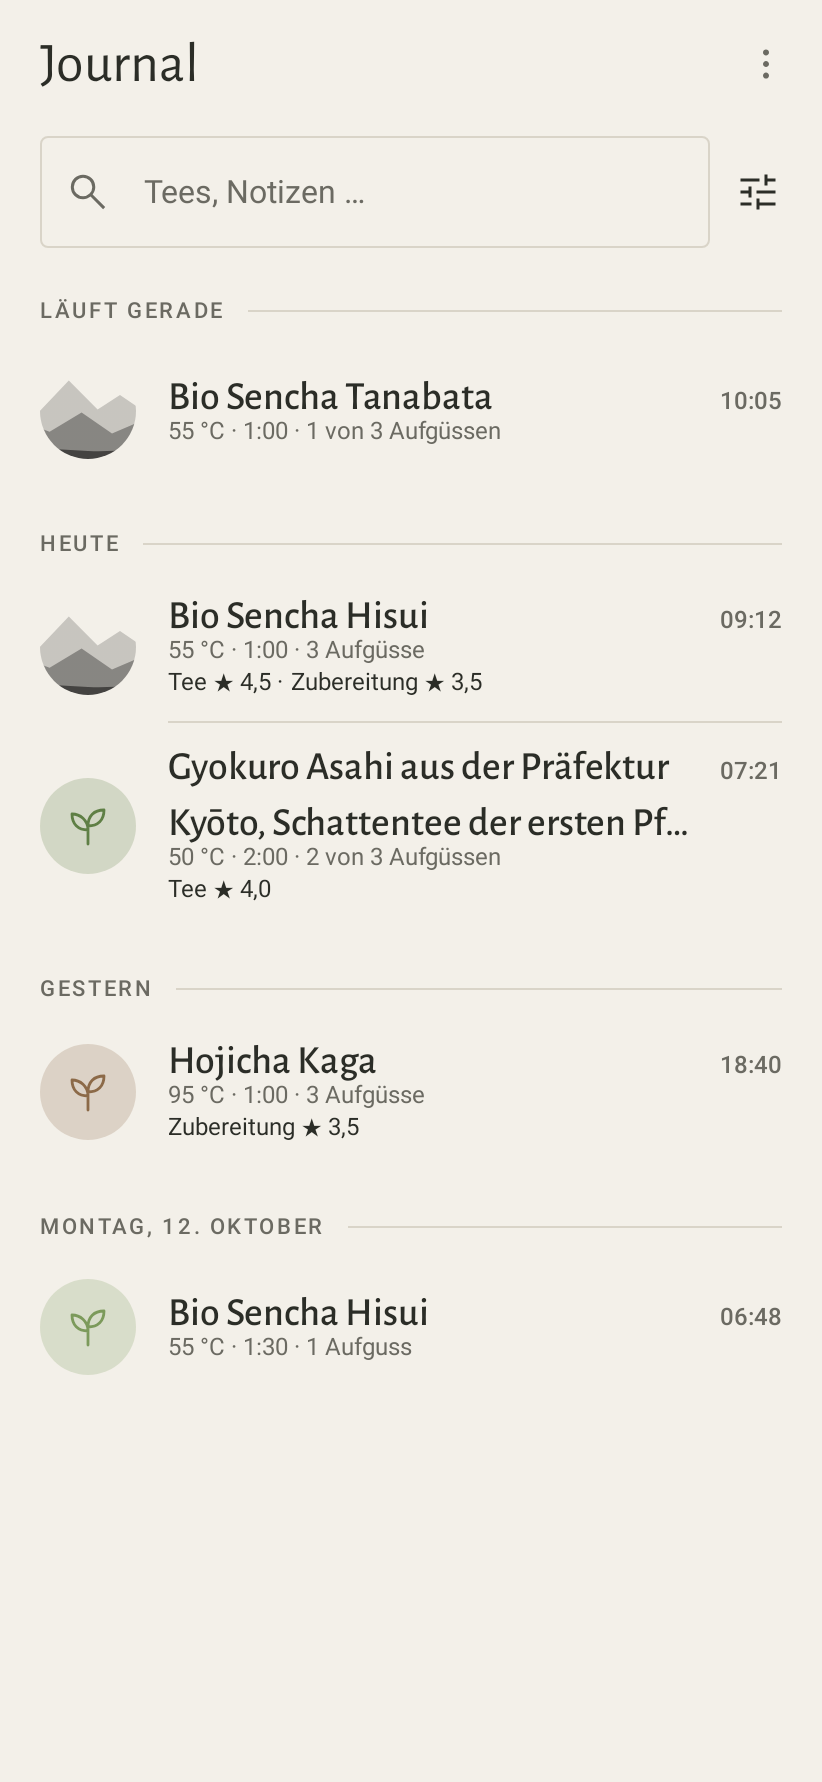 Journal
Tees, Notizen …
LÄUFT GERADE
Bio Sencha Tanabata
10:05
55 °C · 1:00 · 1 von 3 Aufgüssen
HEUTE
Bio Sencha Hisui
09:12
55 °C · 1:00 · 3 Aufgüsse
Tee ★ 4,5 · Zubereitung ★ 3,5
Gyokuro Asahi aus der Präfektur
07:21
Kyōto, Schattentee der ersten Pf…
50 °C · 2:00 · 2 von 3 Aufgüssen
Tee ★ 4,0
GESTERN
Hojicha Kaga
18:40
95 °C · 1:00 · 3 Aufgüsse
Zubereitung ★ 3,5
MONTAG, 12. OKTOBER
Bio Sencha Hisui
06:48
55 °C · 1:30 · 1 Aufguss